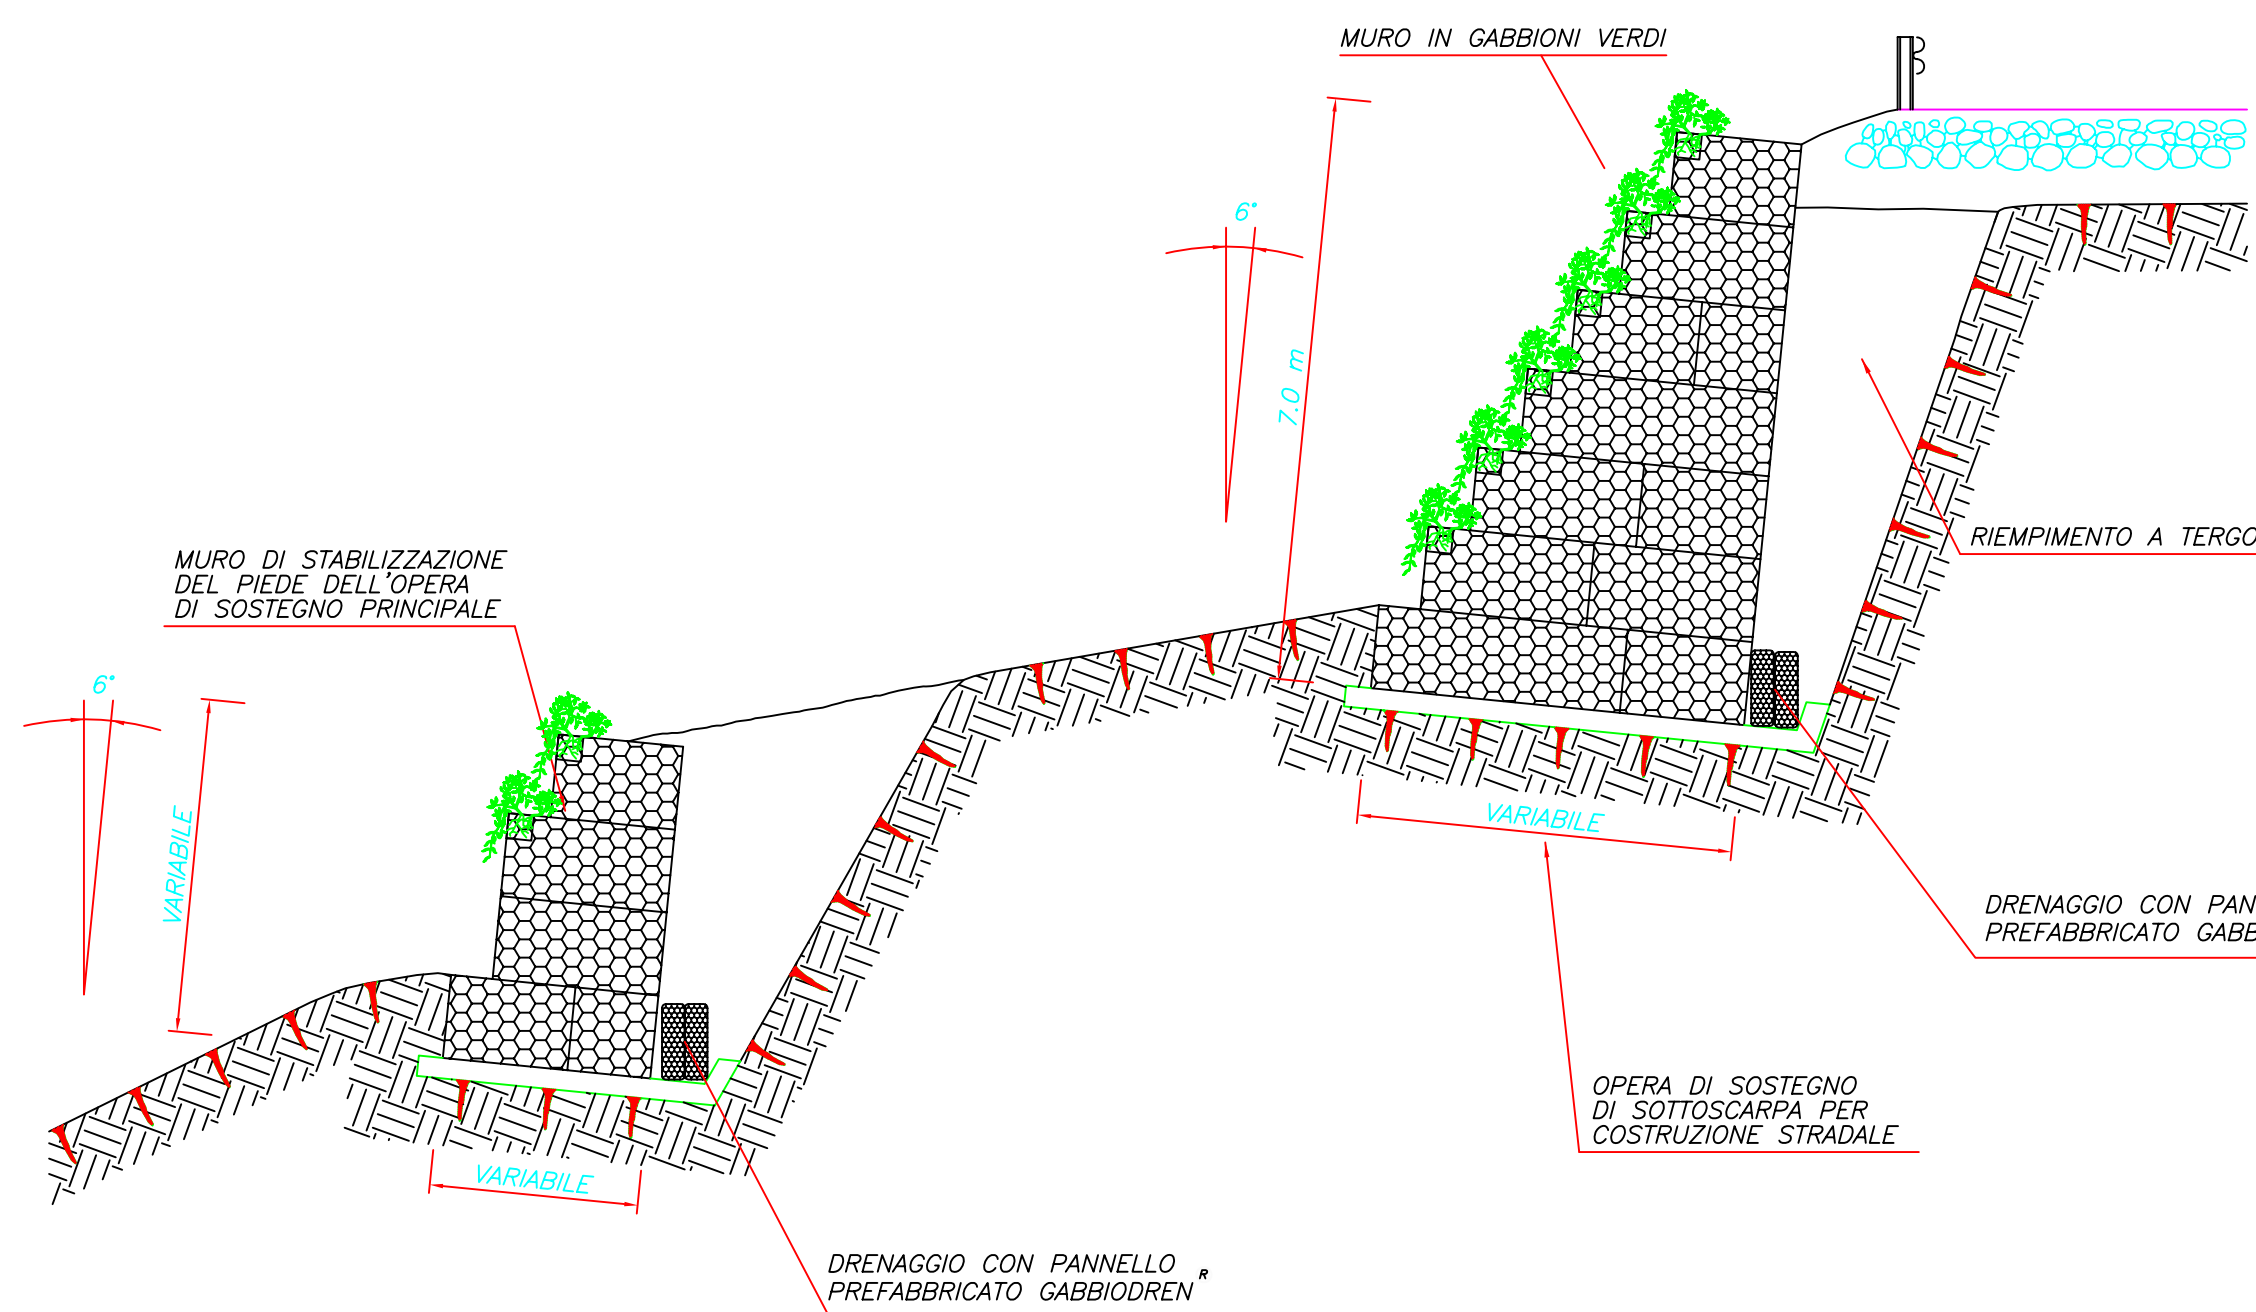 MURO IN GABBIONI VERDI
6°
7.0 m
RIEMPIMENTO A TERGO
MURO DI STABILIZZAZIONE
DEL PIEDE DELL'OPERA
DI SOSTEGNO PRINCIPALE
6°
VARIABILE
VARIABILE
DRENAGGIO CON PAN
PREFABBRICATO GABB
OPERA DI SOSTEGNO
DI SOTTOSCARPA PER
COSTRUZIONE STRADALE
VARIABILE
DRENAGGIO CON PANNELLO
PREFABBRICATO GABBIODREN R